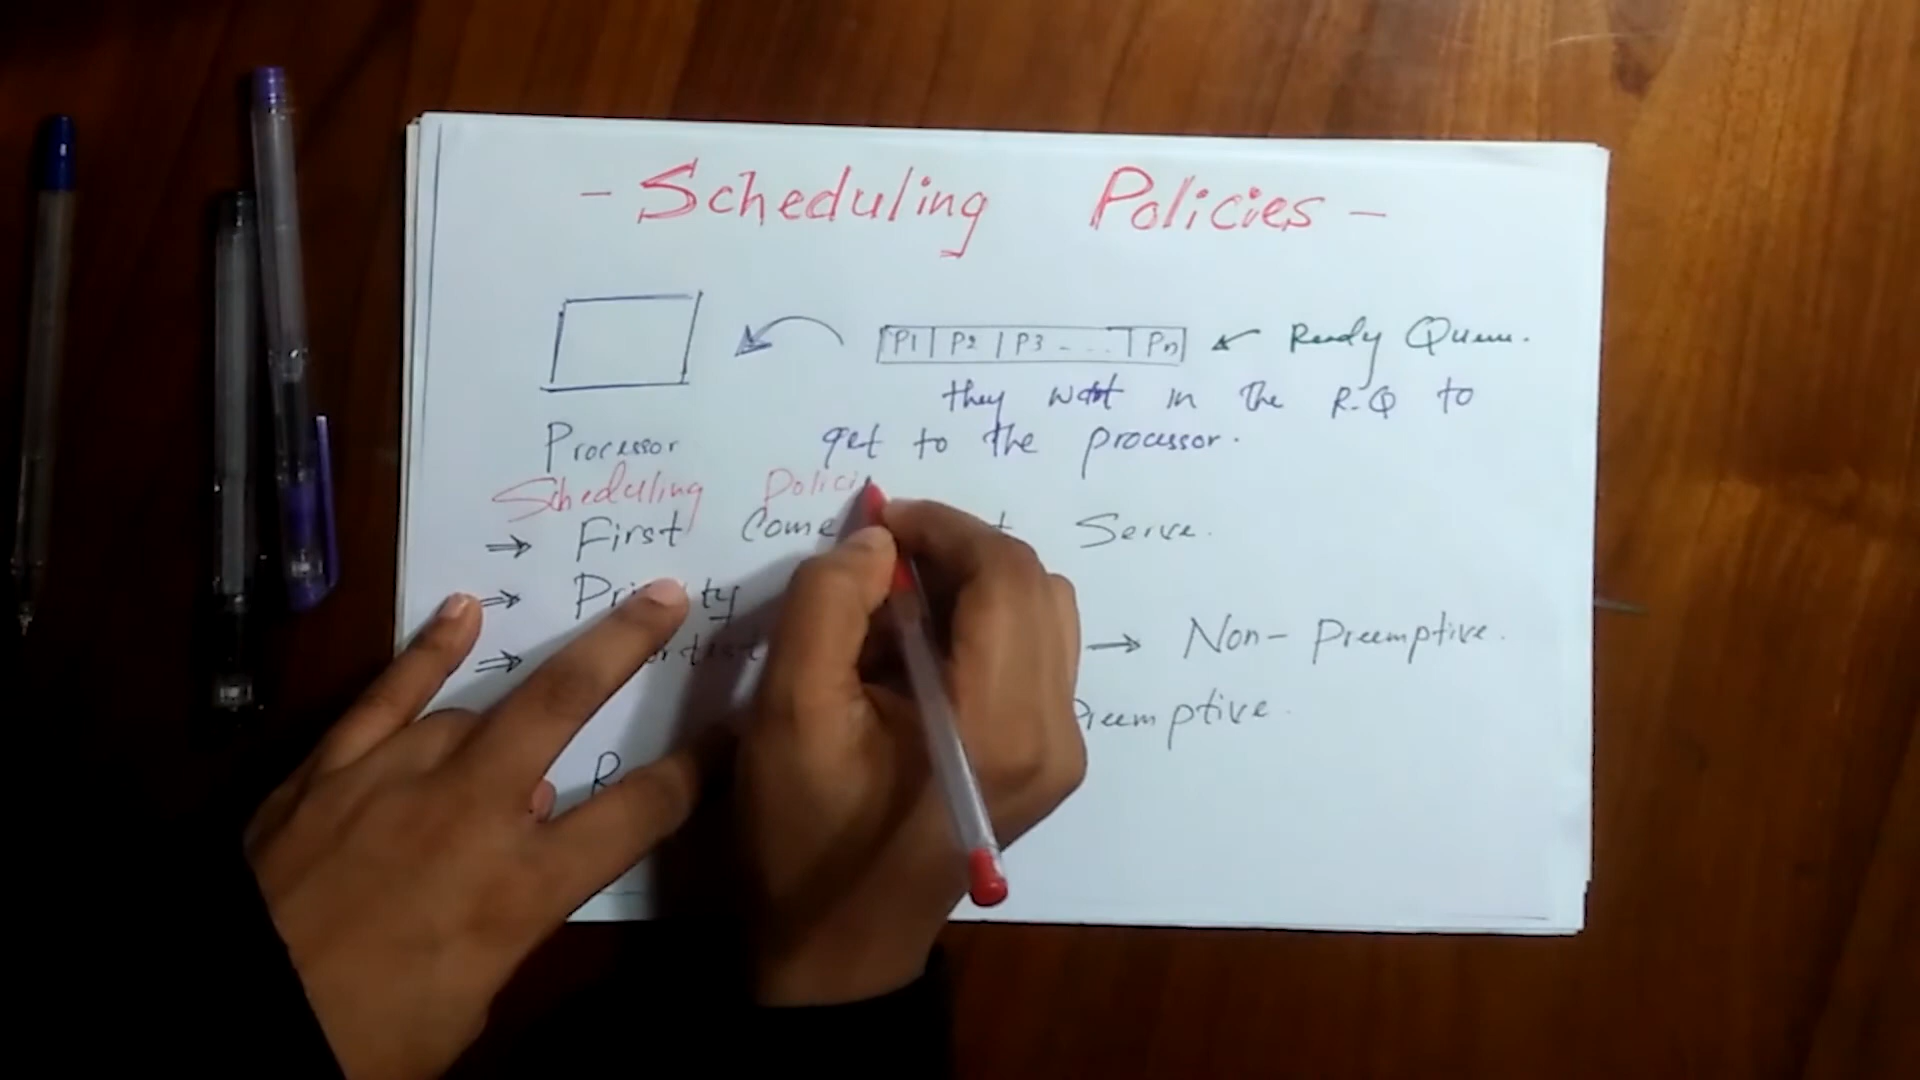 - Scheduling Policies -
P1 P2 P3 - . . . Pn Ready Queue.
they wait in the R-Q to
Processor get to the processor.
Scheduling Polici
First Come Serve.
→ Non- Preemptive.
Preemptive.